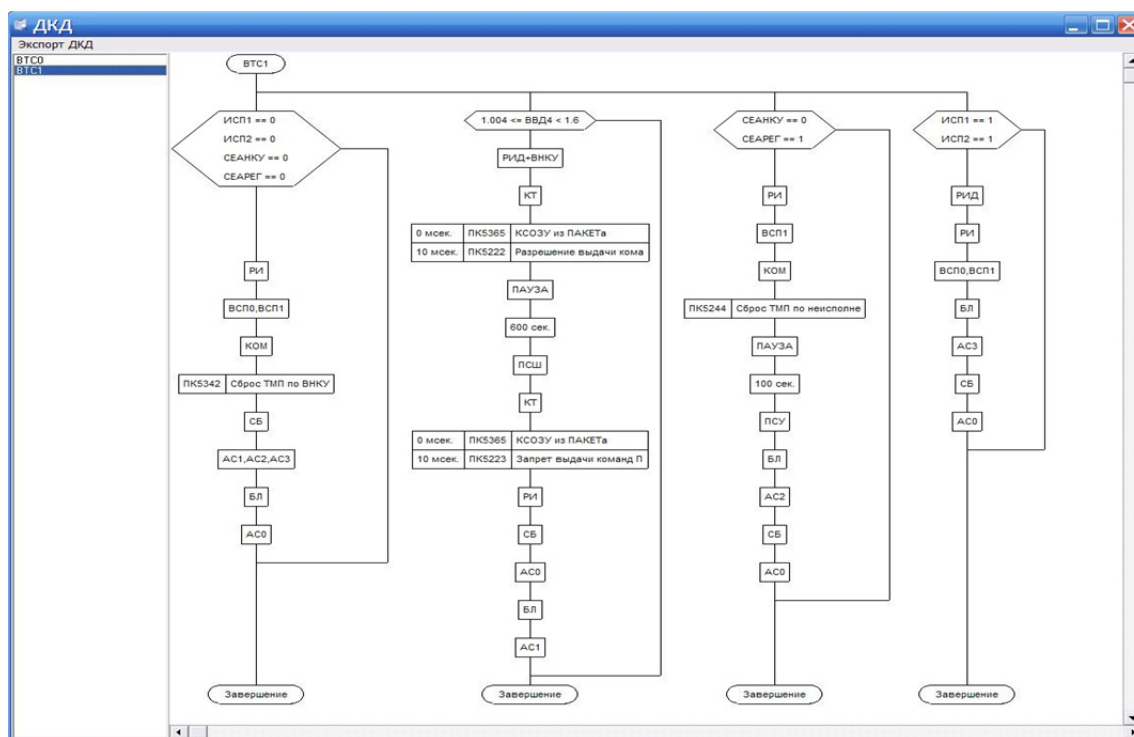 ДКД
Экспорт ДКД
ВТС0
ВТС1
ВТС1
ИСП1 == 0
ИСП2 == 0
СЕАНКУ == 0
СЕАРЕГ == 0
РИ
ВСП0,ВСП1
КОМ
ПК5342 Сброс ТМП по ВНКУ
СБ
АС1,АС2,АС3
БЛ
АС0
Завершение
1.004 <= ВВД4 < 1.6
РИД+ВНКУ
КТ
0 мсек. ПК5365 КСОЗУ из ПАКЕТа
10 мсек. ПК5222 Разрешение выдачи кома
ПАУЗА
600 сек.
ПСШ
КТ
0 мсек. ПК5365 КСОЗУ из ПАКЕТа
10 мсек. ПК5223 Запрет выдачи команд П
РИ
СБ
АС0
БЛ
АС1
Завершение
СЕАНКУ == 0
СЕАРЕГ == 1
РИ
ВСП1
КОМ
ПК5244 Сброс ТМП по неисполне
ПАУЗА
100 сек.
ПСУ
БЛ
АС2
СБ
АС0
Завершение
ИСП1 == 1
ИСП2 == 1
РИД
РИ
ВСП0,ВСП1
БЛ
АС3
СБ
АС0
Завершение